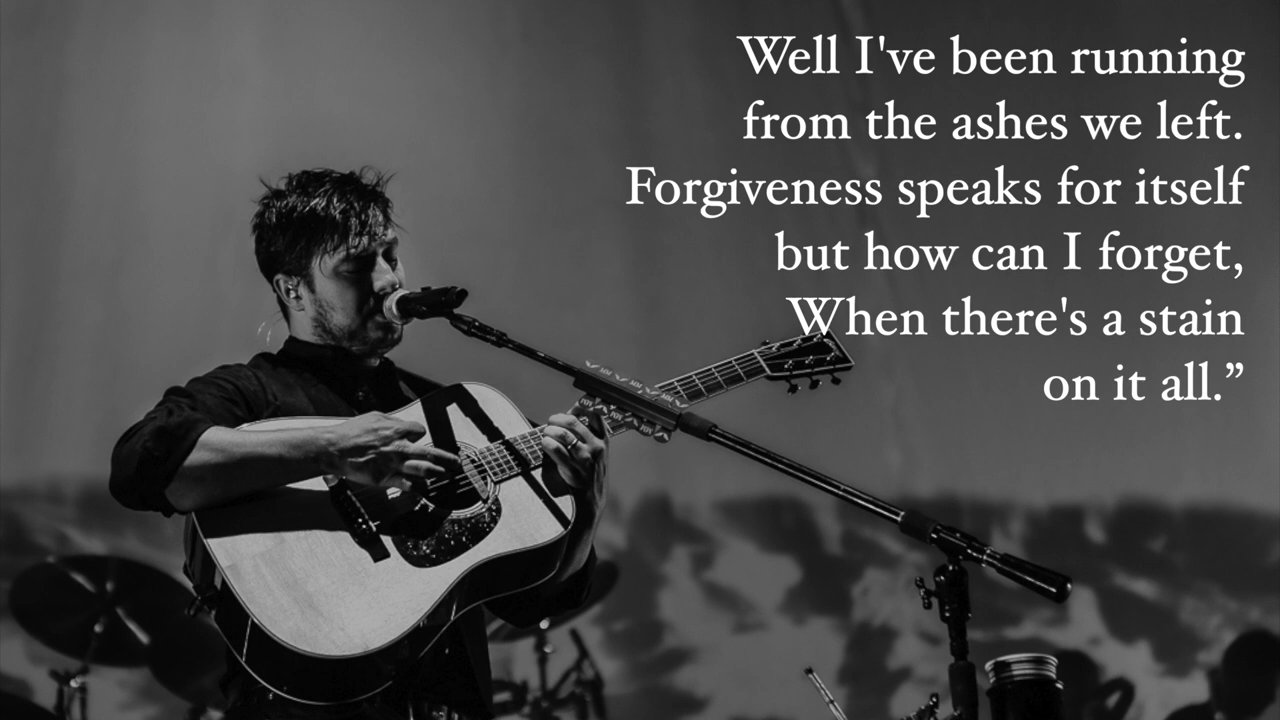 Well I've been running
from the ashes we left.
Forgiveness speaks for itself
but how can I forget,
When there's a stain
on it all.”